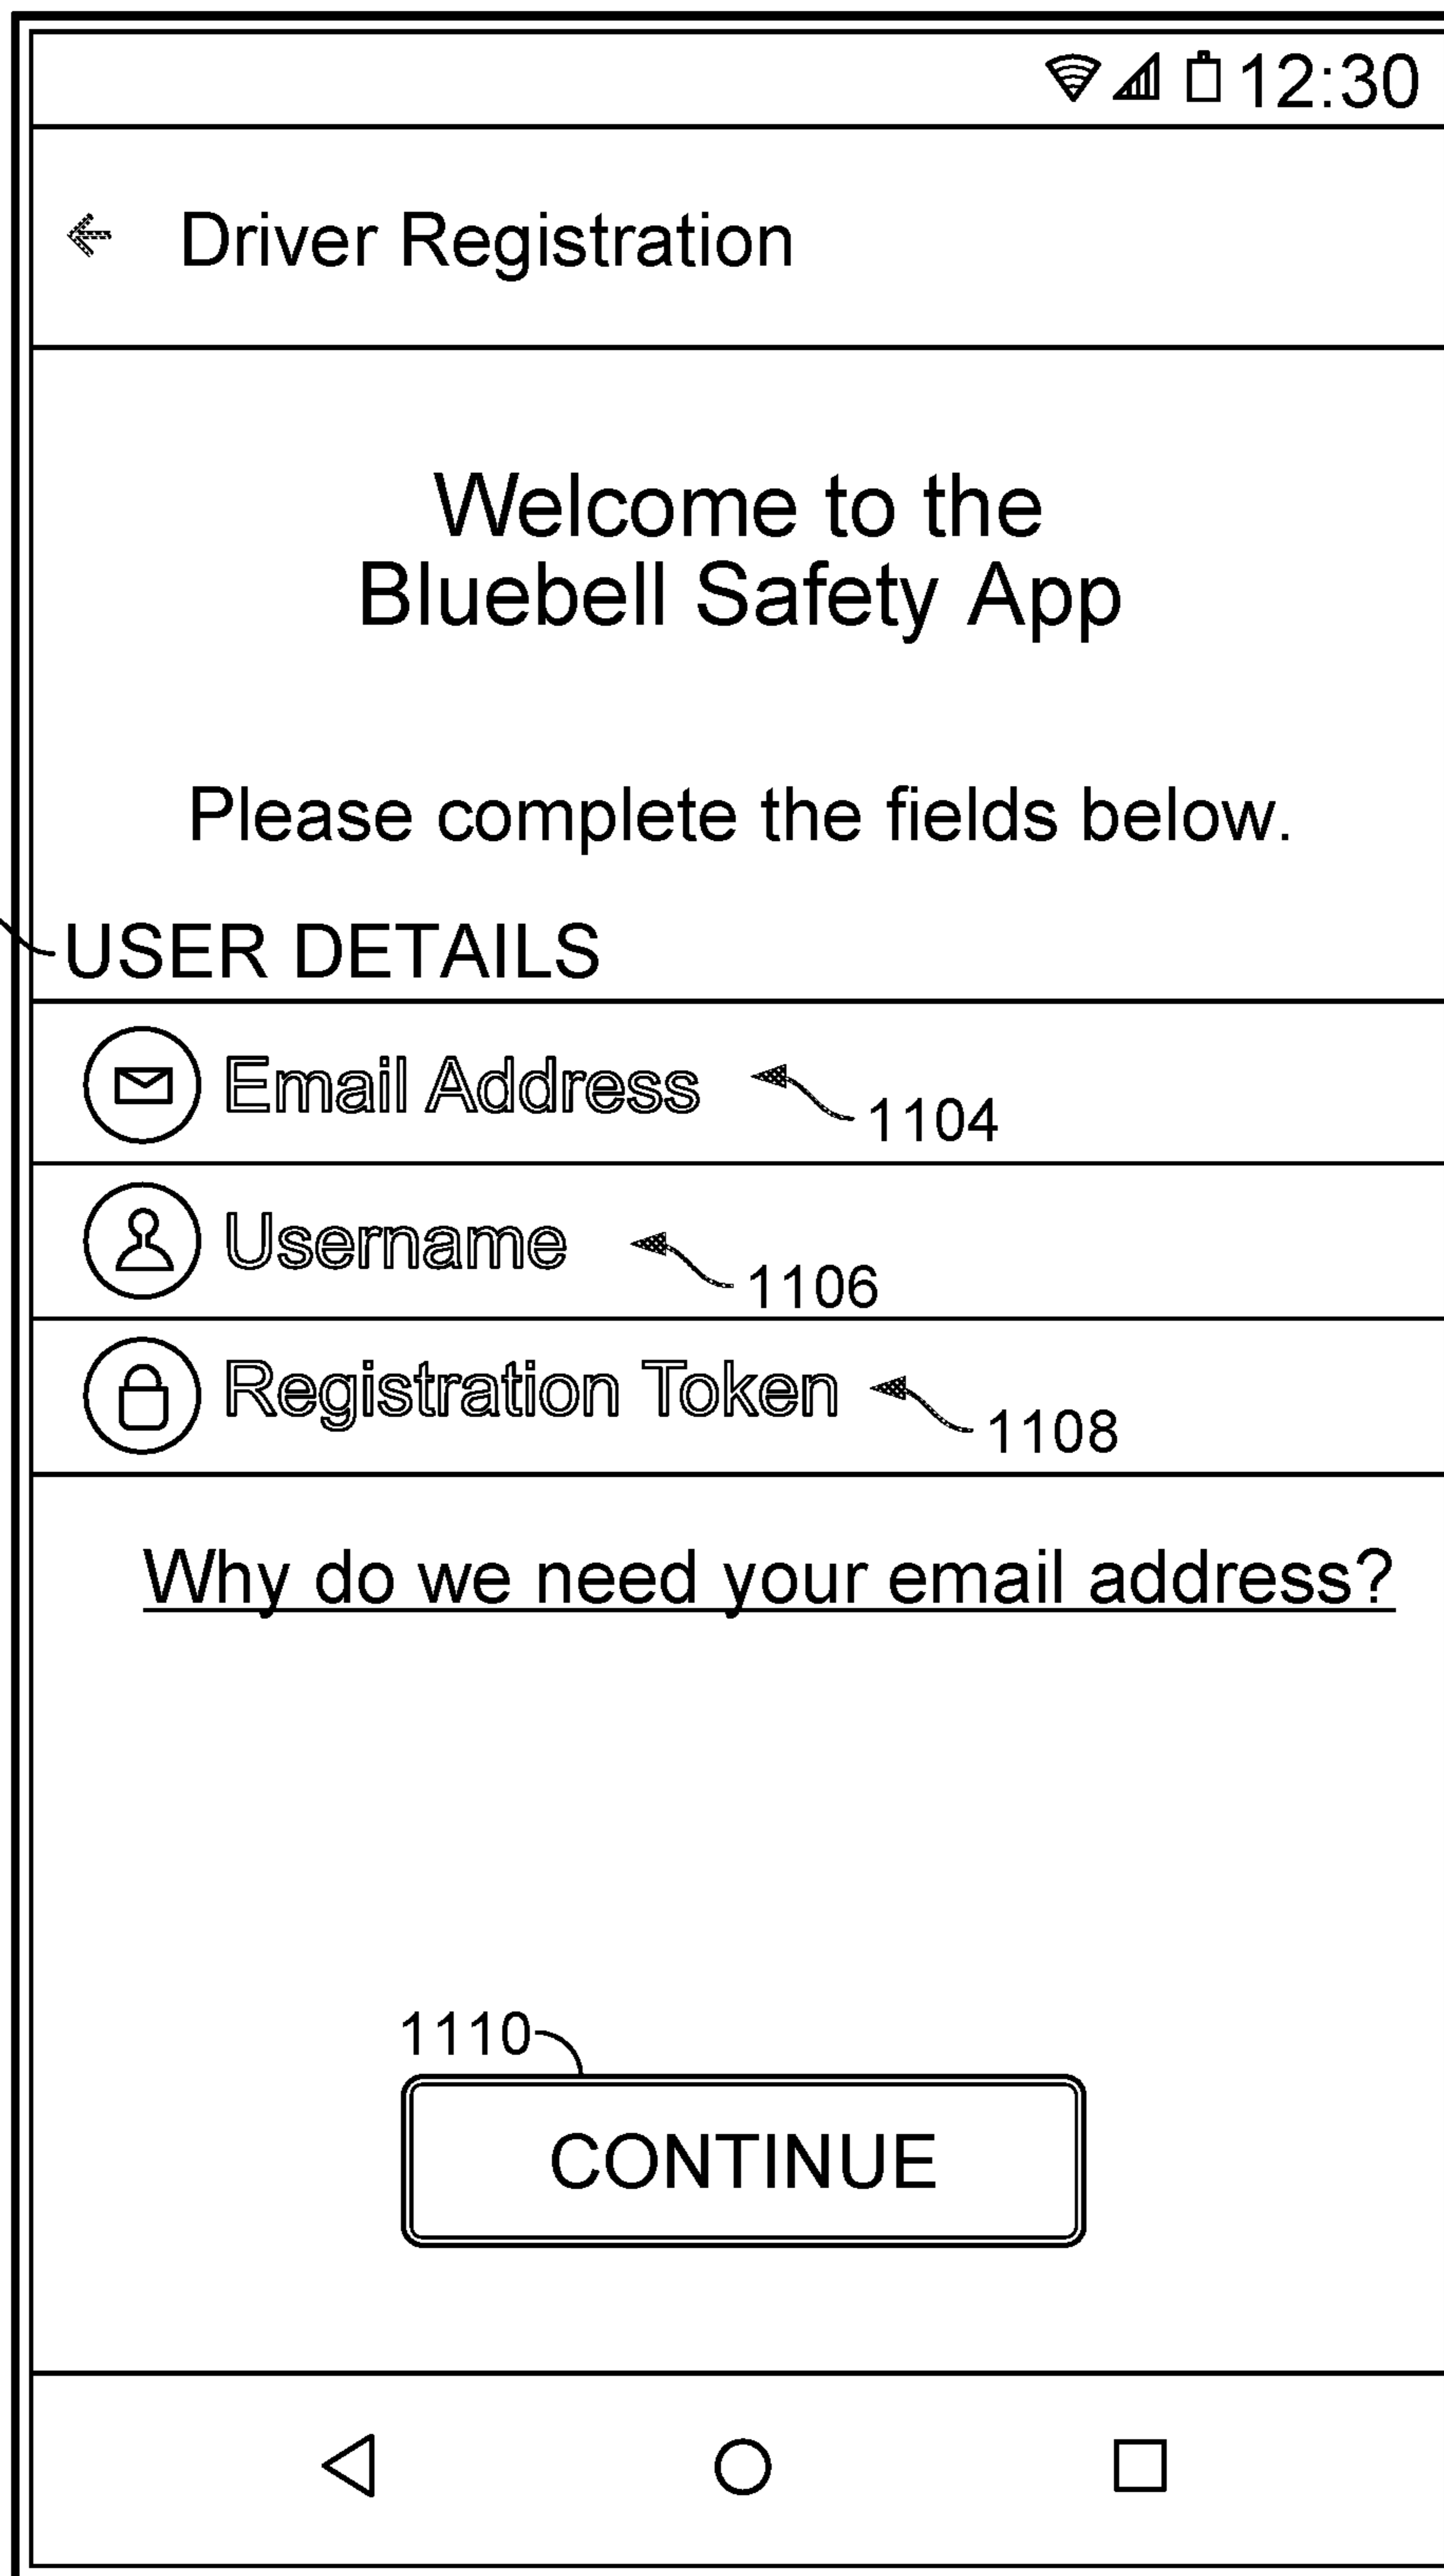 12:30
Driver Registration
Welcome to the
Bluebell Safety App
Please complete the fields below.
USER DETAILS
Email Address
1104
Username
1106
Registration Token
1108
Why do we need your email address?
1110
CONTINUE